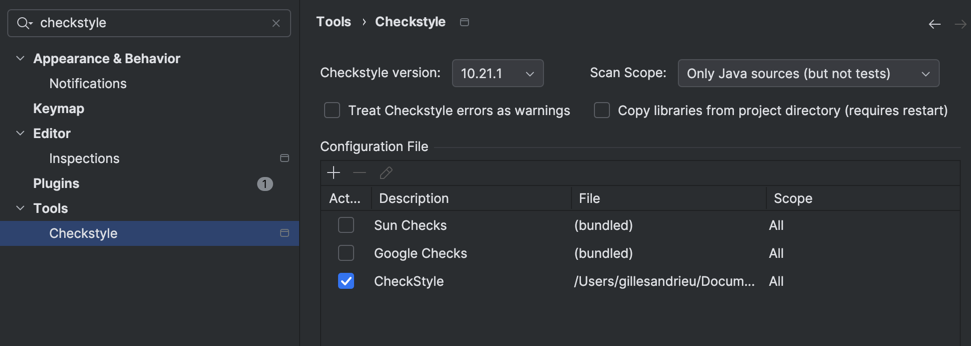 checkstyle
Appearance & Behavior
Notifications
Keymap
Editor
Inspections
Plugins 1
Tools
Checkstyle
Tools › Checkstyle
Checkstyle version: 10.21.1 Scan Scope: Only Java sources (but not tests)
Treat Checkstyle errors as warnings Copy libraries from project directory (requires restart)
Configuration File
Act... Description File Scope
Sun Checks (bundled) All
Google Checks (bundled) All
CheckStyle /Users/gillesandrieu/Docum... All